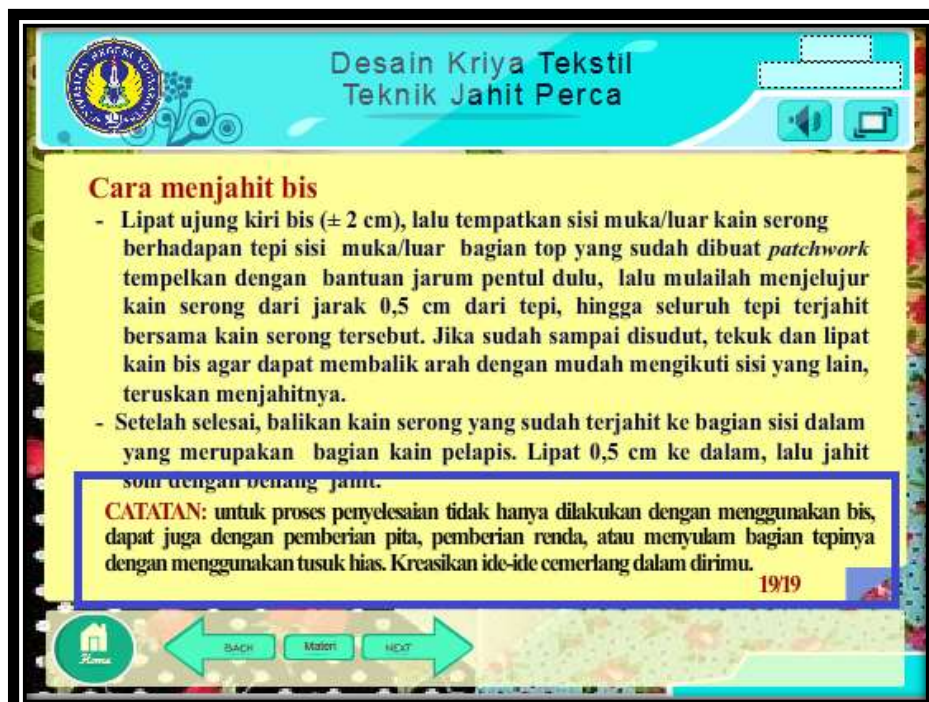 Desain Kriya Tekstil
Teknik Jahit Perca
Cara menjahit bis
- Lipat ujung kiri bis (± 2 cm), lalu tempatkan sisi muka/luar kain serong
berhadapan tepi sisi muka/luar bagian top yang sudah dibuat patchwork
tempelkan dengan bantuan jarum pentul dulu, lalu mulailah menjelujur
kain serong dari jarak 0,5 cm dari tepi, hingga seluruh tepi terjahit
bersama kain serong tersebut. Jika sudah sampai disudut, tekuk dan lipat
kain bis agar dapat membalik arah dengan mudah mengikuti sisi yang lain,
teruskan menjahitnya.
- Setelah selesai, balikan kain serong yang sudah terjahit ke bagian sisi dalam
yang merupakan bagian kain pelapis. Lipat 0,5 cm ke dalam, lalu jahit
som dengan benang jahit.
CATATAN: untuk proses penyelesaian tidak hanya dilakukan dengan menggunakan bis,
dapat juga dengan pemberian pita, pemberian renda, atau menyulam bagian tepinya
dengan menggunakan tusuk hias. Kreasikan ide-ide cemerlang dalam dirimu.
19/19
Home
BACK Materi NEXT